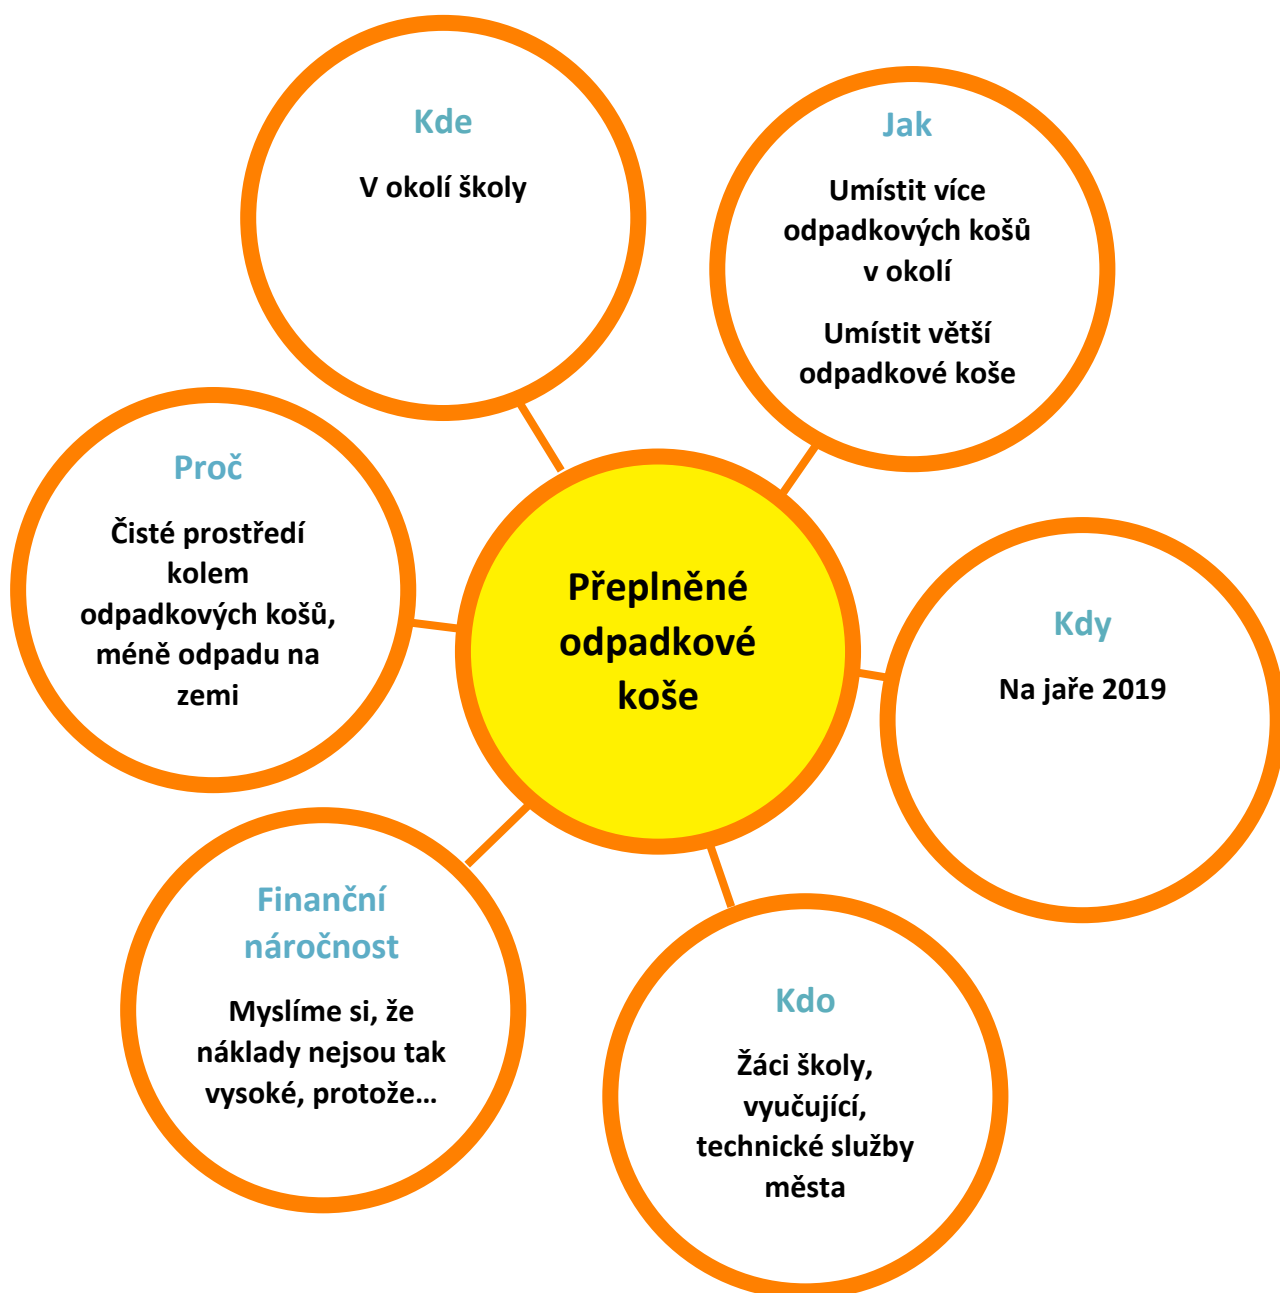 Kde
V okolí školy
Jak
Umístit více
odpadkových košů
v okolí
Umístit větší
odpadkové koše
Proč
Čisté prostředí
kolem
odpadkových košů,
méně odpadu na
zemi
Přeplněné
odpadkové
koše
Kdy
Na jaře 2019
Finanční
náročnost
Myslíme si, že
náklady nejsou tak
vysoké, protože…
Kdo
Žáci školy,
vyučující,
technické služby
města